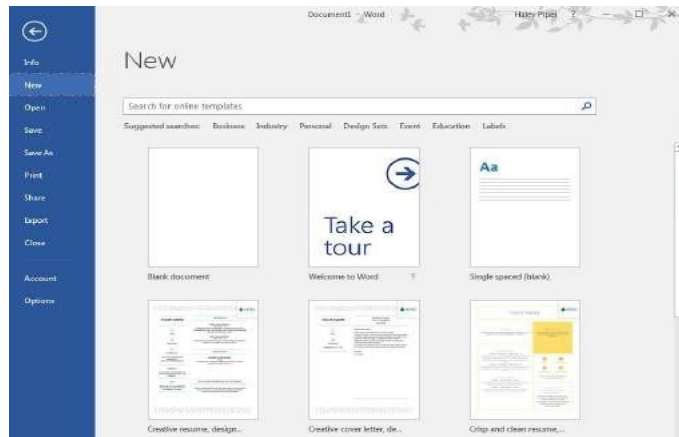 Document1 - Word
Haley Piper ?
Info
New
Open
Save
Save As
Print
Share
Export
Close
Account
Options
New
Search for online templates
Suggested searches: Business Industry Personal Design Sets Event Education Labels
Take a
tour
Aa
Blank document
Welcome to Word
Single spaced (blank)
Creative resume, design...
Creative cover letter, de...
Crisp and clean resume,...